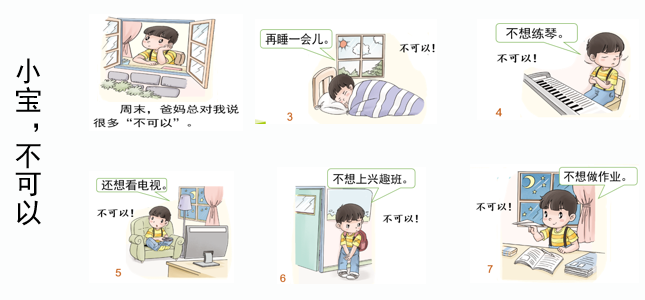 小宝，不可以
周末，爸妈总对我说
很多“不可以”。
再睡一会儿。
不可以！
3
不想练琴。
不可以！
4
还想看电视。
不可以！
5
不想上兴趣班。
不可以！
6
不想做作业。
不可以！
7